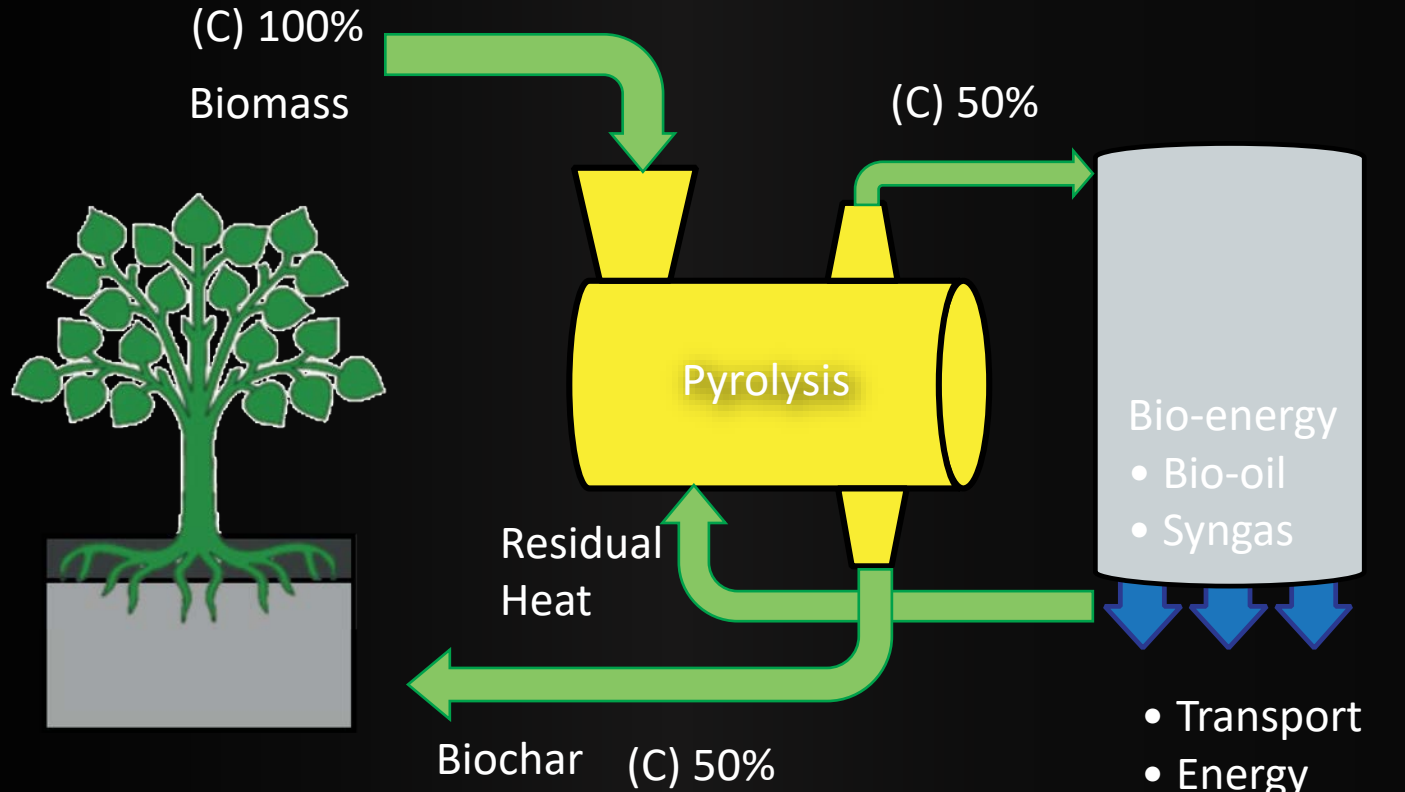 (C) 100%
Biomass
(C) 50%
Pyrolysis
Bio-energy
• Bio-oil
• Syngas
Residual
Heat
Biochar (C) 50%
• Transport
• Energy